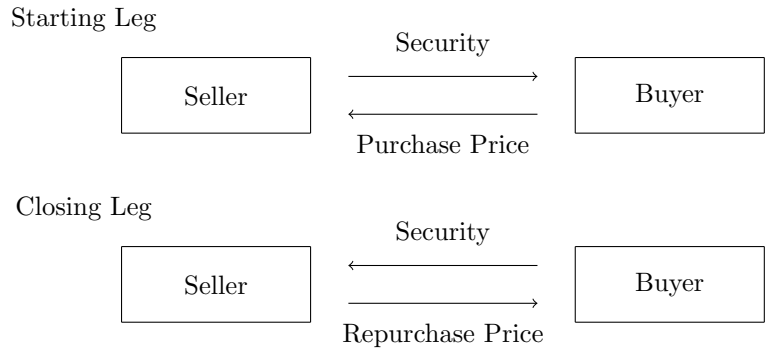 Starting Leg
Security
Seller
Buyer
Purchase Price
Closing Leg
Security
Seller
Buyer
Repurchase Price